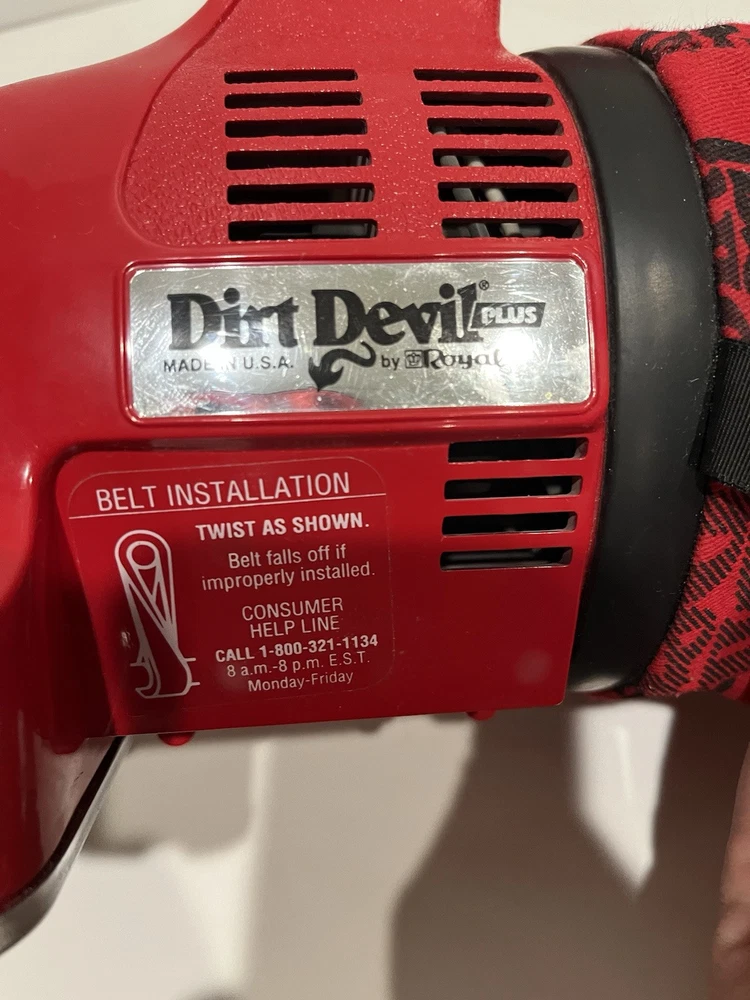 Dirt Devil® PLUS
MADE IN U.S.A. by Royal
BELT INSTALLATION
TWIST AS SHOWN.
Belt falls off if
improperly installed.
CONSUMER
HELP LINE
CALL 1-800-321-1134
8 a.m.-8 p.m. E.S.T.
Monday-Friday